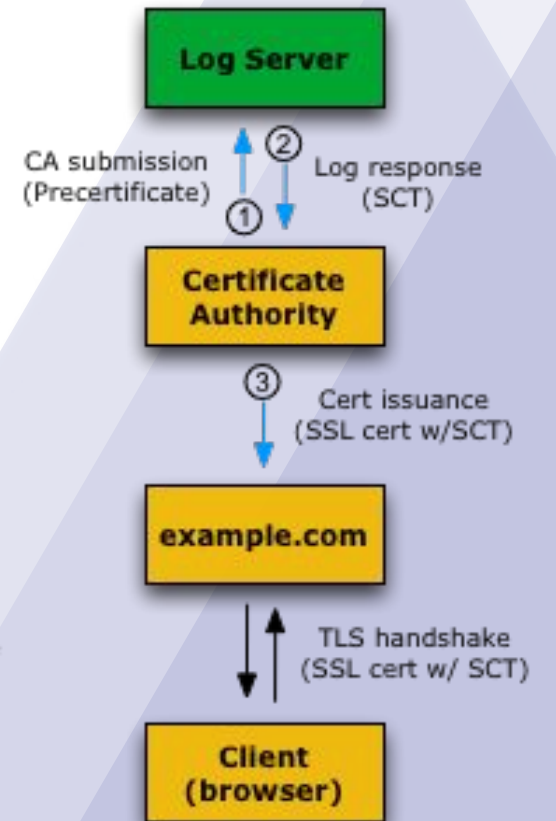 Log Server
CA submission
(Precertificate)
①
②
Log response
(SCT)
Certificate
Authority
③
Cert issuance
(SSL cert w/SCT)
example.com
TLS handshake
(SSL cert w/ SCT)
Client
(browser)